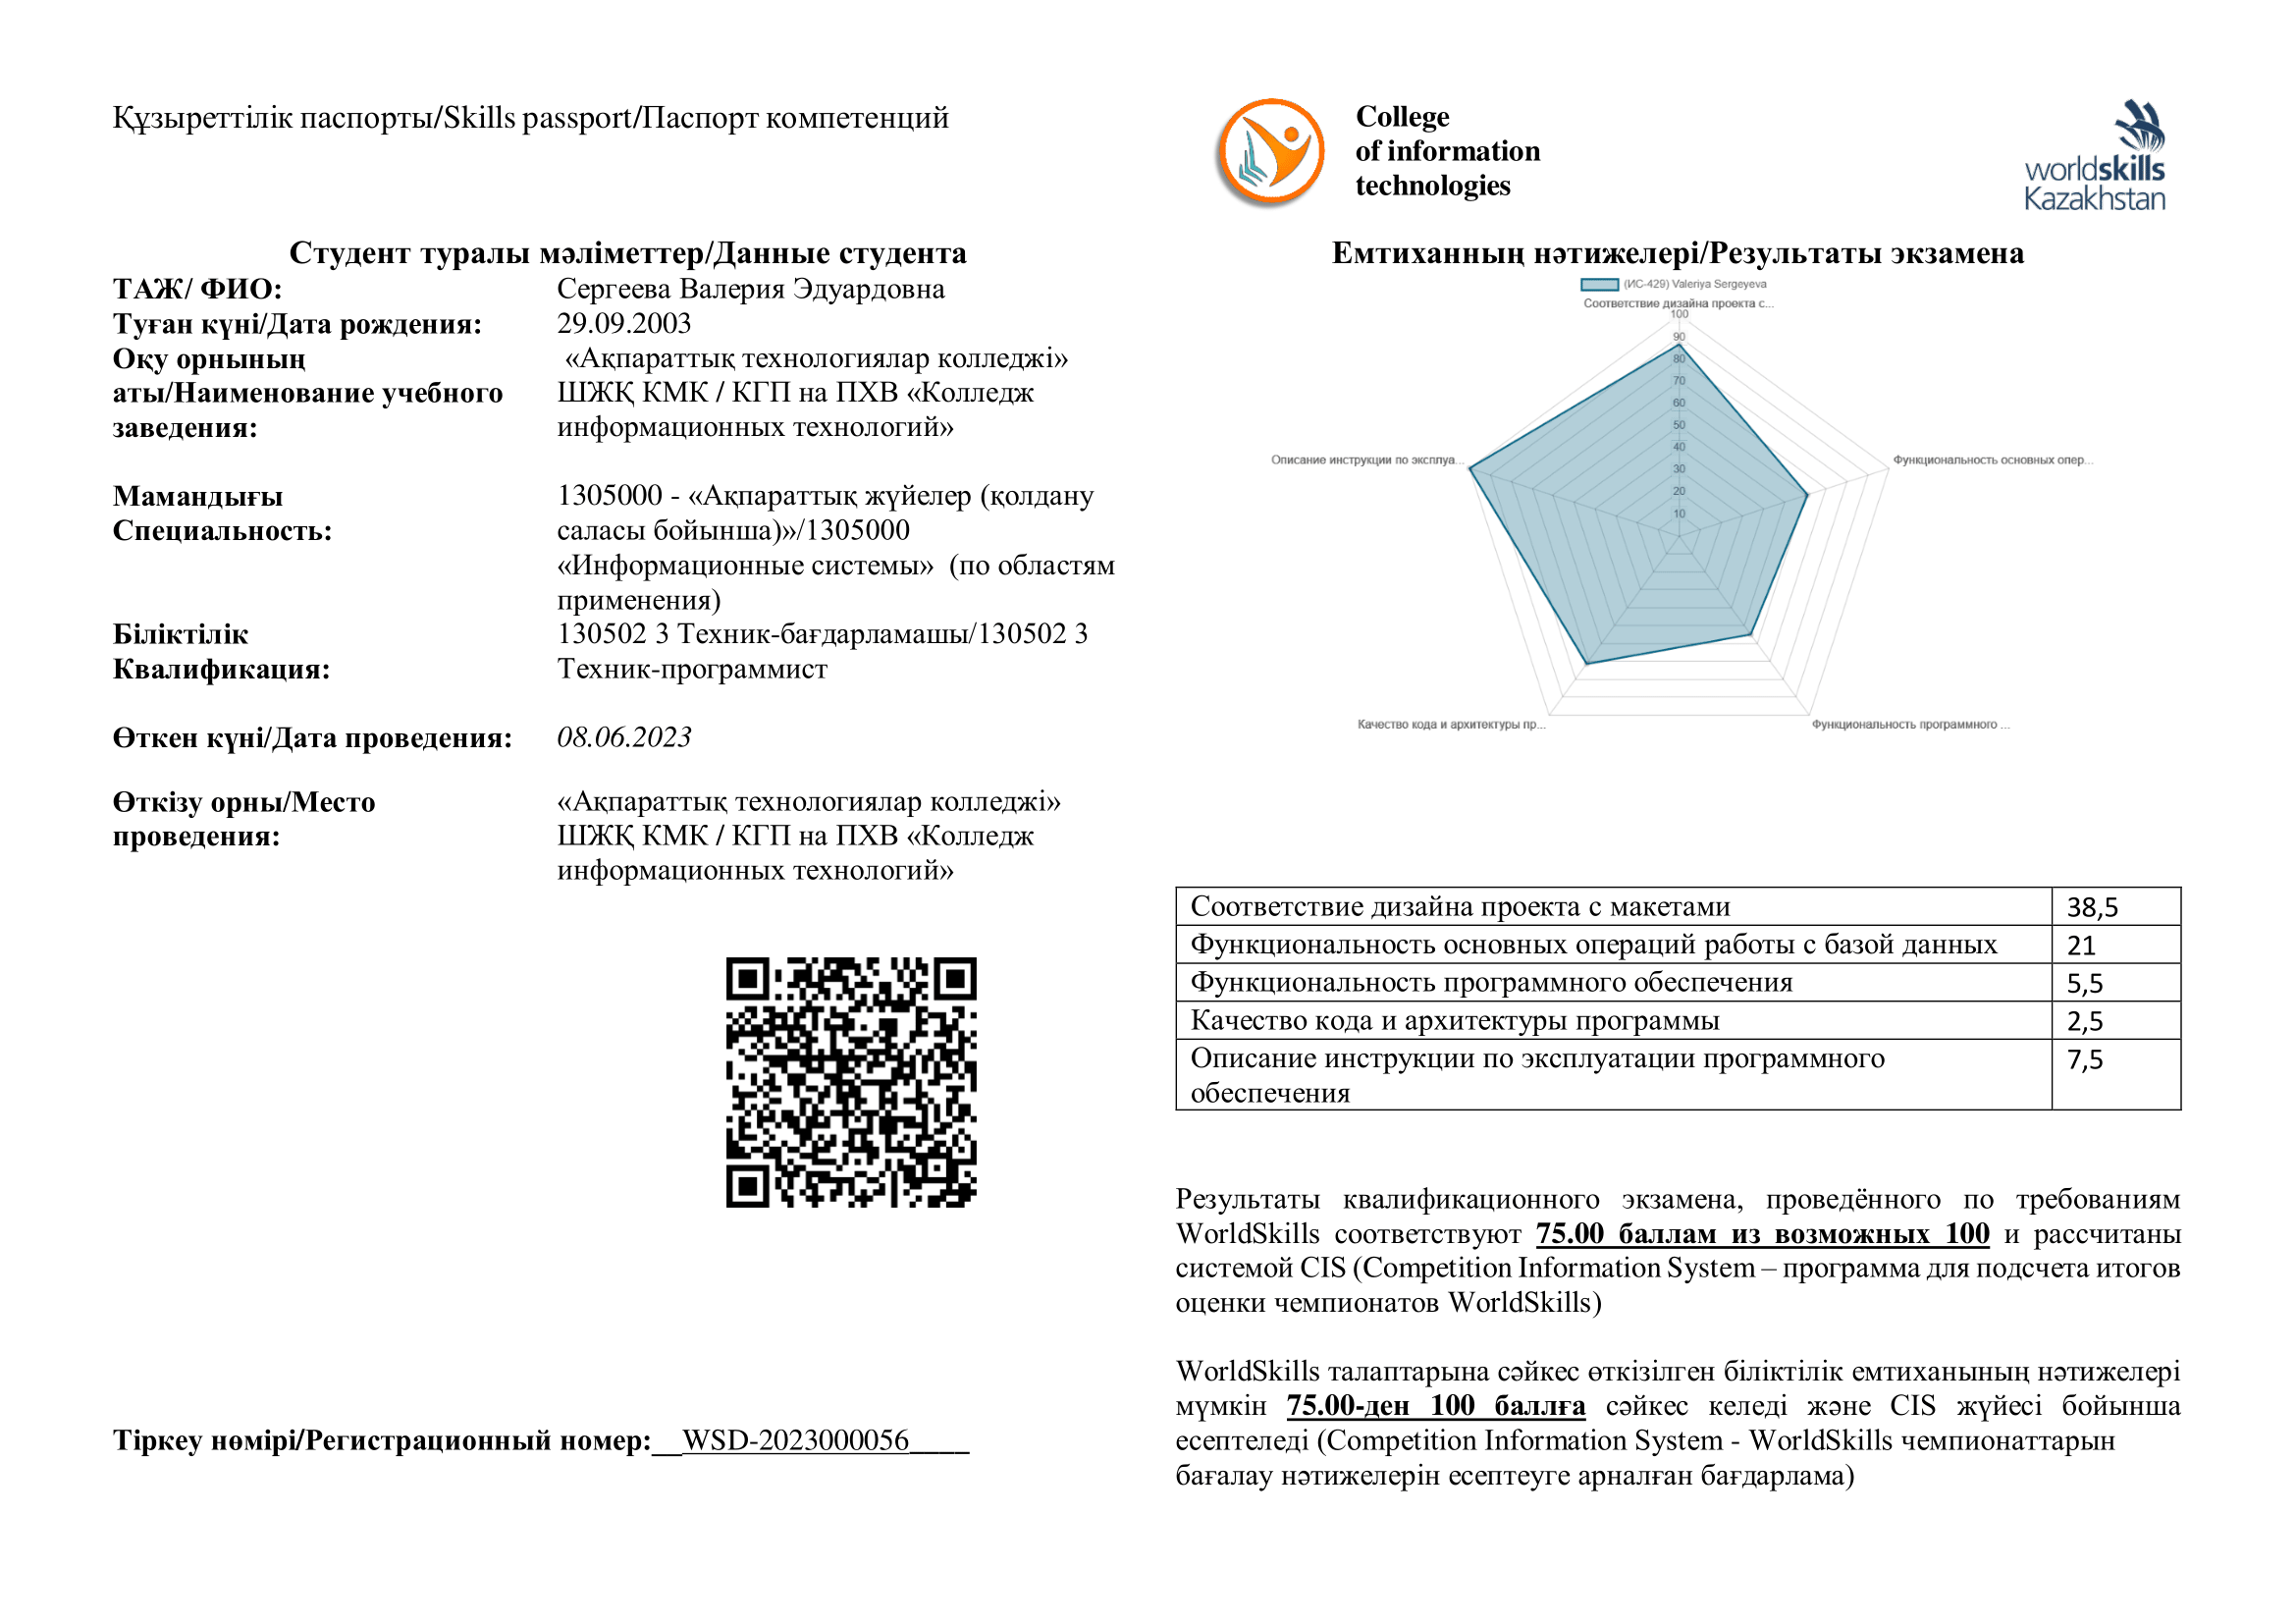 Құзыреттілік паспорты/Skills passport/Паспорт компетенций
College
of information
technologies
worldskills
Kazakhstan
Студент туралы мәліметтер/Данные студента
ТАЖ/ ФИО: Сергеева Валерия Эдуардовна
Туған күні/Дата рождения: 29.09.2003
Оқу орнының «Ақпараттық технологиялар колледжі»
аты/Наименование учебного ШЖҚ КМК / КГП на ПХВ «Колледж
заведения: информационных технологий»
Мамандығы 1305000 - «Ақпараттық жүйелер (қолдану
Специальность: саласы бойынша)»/1305000
«Информационные системы» (по областям
применения)
Біліктілік 130502 3 Техник-бағдарламашы/130502 3
Квалификация: Техник-программист
Өткен күні/Дата проведения: 08.06.2023
Өткізу орны/Место «Ақпараттық технологиялар колледжі»
проведения: ШЖҚ КМК / КГП на ПХВ «Колледж
информационных технологий»
Тіркеу нөмірі/Регистрационный номер:__WSD-2023000056____
Емтиханның нәтижелері/Результаты экзамена
(ИС-429) Valeriya Sergeyeva
Соответствие дизайна проекта с...
100
90
80
70
60
50
40
30
20
10
Описание инструкции по эксплуа...
Функциональность основных опер...
Качество кода и архитектуры пр...
Функциональность программного ...
Соответствие дизайна проекта с макетами 38,5
Функциональность основных операций работы с базой данных 21
Функциональность программного обеспечения 5,5
Качество кода и архитектуры программы 2,5
Описание инструкции по эксплуатации программного 7,5
обеспечения
Результаты квалификационного экзамена, проведённого по требованиям
WorldSkills соответствуют 75.00 баллам из возможных 100 и рассчитаны
системой CIS (Competition Information System – программа для подсчета итогов
оценки чемпионатов WorldSkills)
WorldSkills талаптарына сәйкес өткізілген біліктілік емтиханының нәтижелері
мүмкін 75.00-ден 100 баллға сәйкес келеді және CIS жүйесі бойынша
есептеледі (Competition Information System - WorldSkills чемпионаттарын
бағалау нәтижелерін есептеуге арналған бағдарлама)